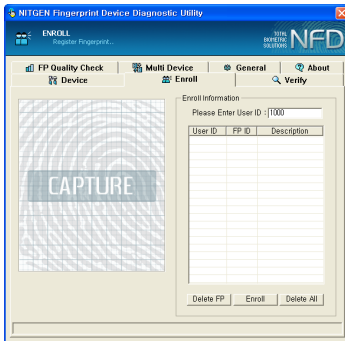 NITGEN Fingerprint Device Diagnostic Utility
ENROLL
Register Fingerprint..
TOTAL
BIOMETRIC
SOLUTIONS
NFD
FP Quality Check
Multi Device
General
About
Device
Enroll
Verify
CAPTURE
Enroll Information
Please Enter User ID : 1000
User ID
FP ID
Description
Delete FP
Enroll
Delete All